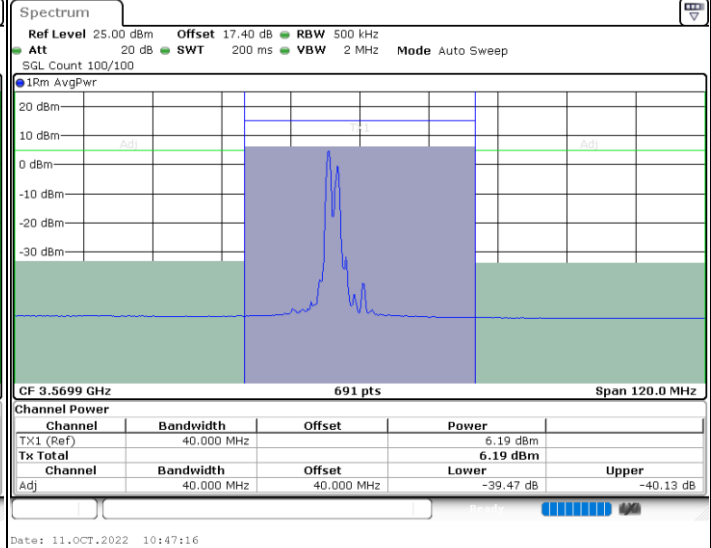 Spectrum
Ref Level 25.00 dBm Offset 17.40 dB RBW 500 kHz
Att 20 dB SWT 200 ms VBW 2 MHz Mode Auto Sweep
SGL Count 100/100
1Rm AvgPwr
20 dBm
TX1
10 dBm
Adj Adj
0 dBm
-10 dBm
-20 dBm
-30 dBm
CF 3.5699 GHz 691 pts Span 120.0 MHz
Channel Power
Channel Bandwidth Offset Power
TX1 (Ref) 40.000 MHz 6.19 dBm
Tx Total 6.19 dBm
Channel Bandwidth Offset Lower Upper
Adj 40.000 MHz 40.000 MHz -39.47 dB -40.13 dB
Ready
Date: 11.OCT.2022 10:47:16